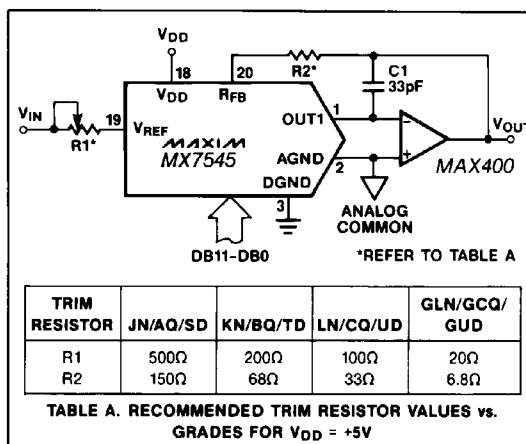 VDD
18
20
R2*
C1
33pF
VDD
RFB
VIN
R1*
19
VREF
MAXIM
MX7545
OUT1
1
AGND
2
DGND
3
VOUT
MAX400
ANALOG
COMMON
DB11-DB0
*REFER TO TABLE A
TRIM RESISTOR JN/AQ/SD KN/BQ/TD LN/CQ/UD GLN/GCQ/GUD
R1 500Ω 200Ω 100Ω 20Ω
R2 150Ω 68Ω 33Ω 6.8Ω
TABLE A. RECOMMENDED TRIM RESISTOR VALUES vs.
GRADES FOR VDD = +5V